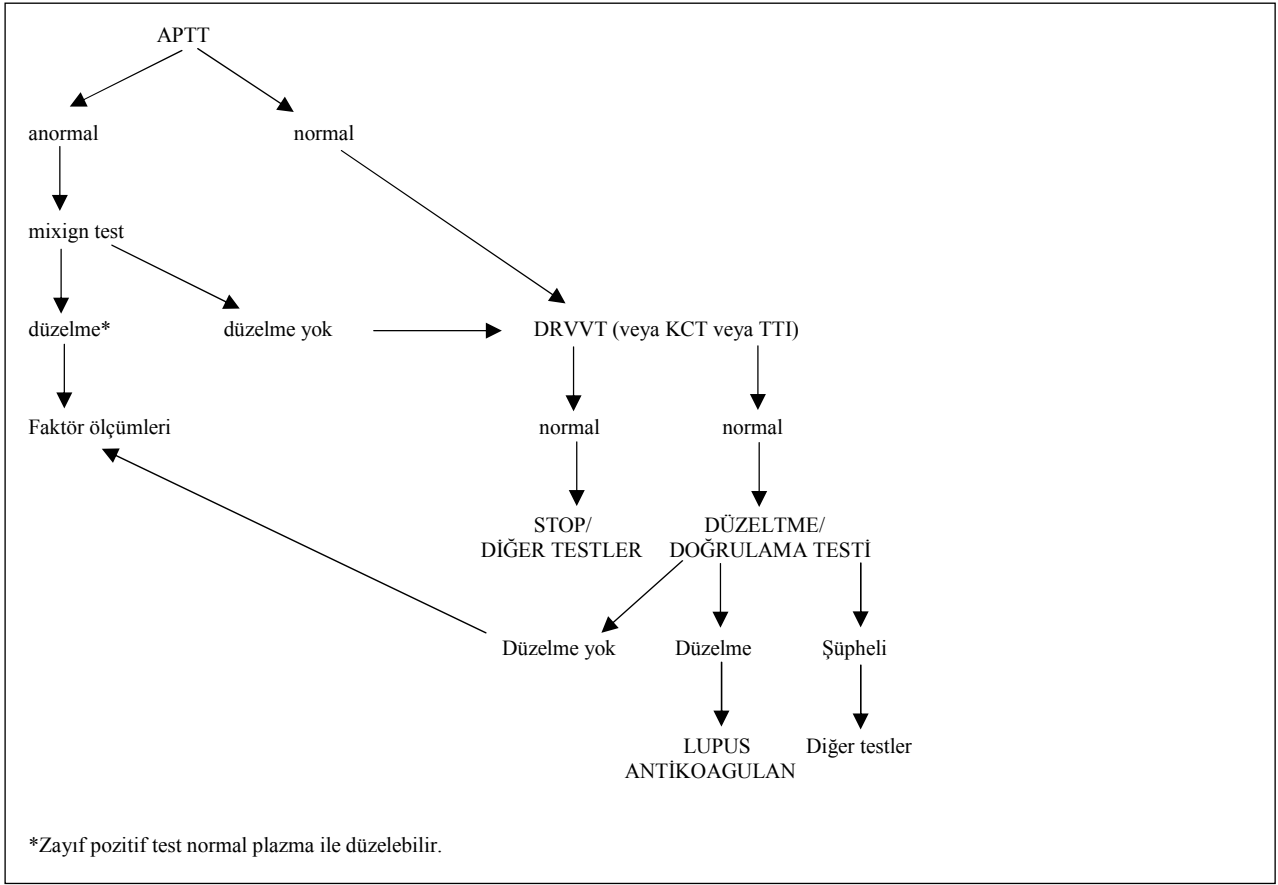 APTT
anormal
normal
mixign test
düzelme*
düzelme yok
DRVVT (veya KCT veya TTI)
Faktör ölçümleri
normal
normal
STOP/
DİĞER TESTLER
DÜZELTME/
DOĞRULAMA TESTİ
Düzelme yok
Düzelme
Şüpheli
LUPUS
ANTİKOAGULAN
Diğer testler
*Zayıf pozitif test normal plazma ile düzelebilir.